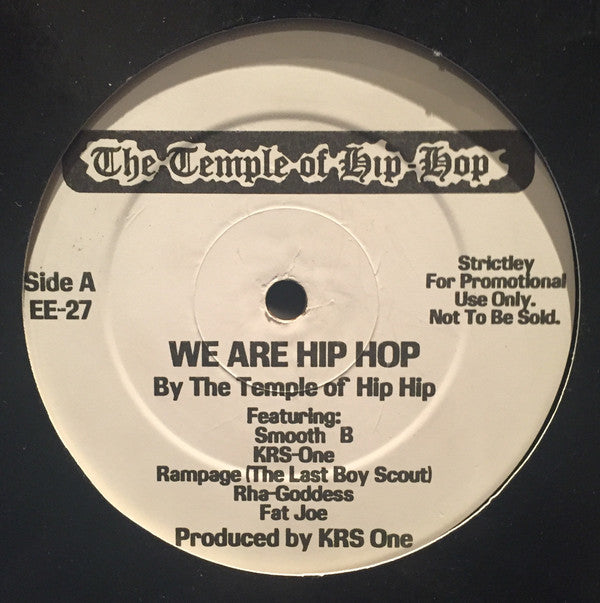 The Temple of Hip-Hop
Side A
EE-27
Strictley
For Promotional
Use Only.
Not To Be Sold.
WE ARE HIP HOP
By The Temple of Hip Hip
Featuring:
Smooth B
KRS-One
Rampage (The Last Boy Scout)
Rha-Goddess
Fat Joe
Produced by KRS One